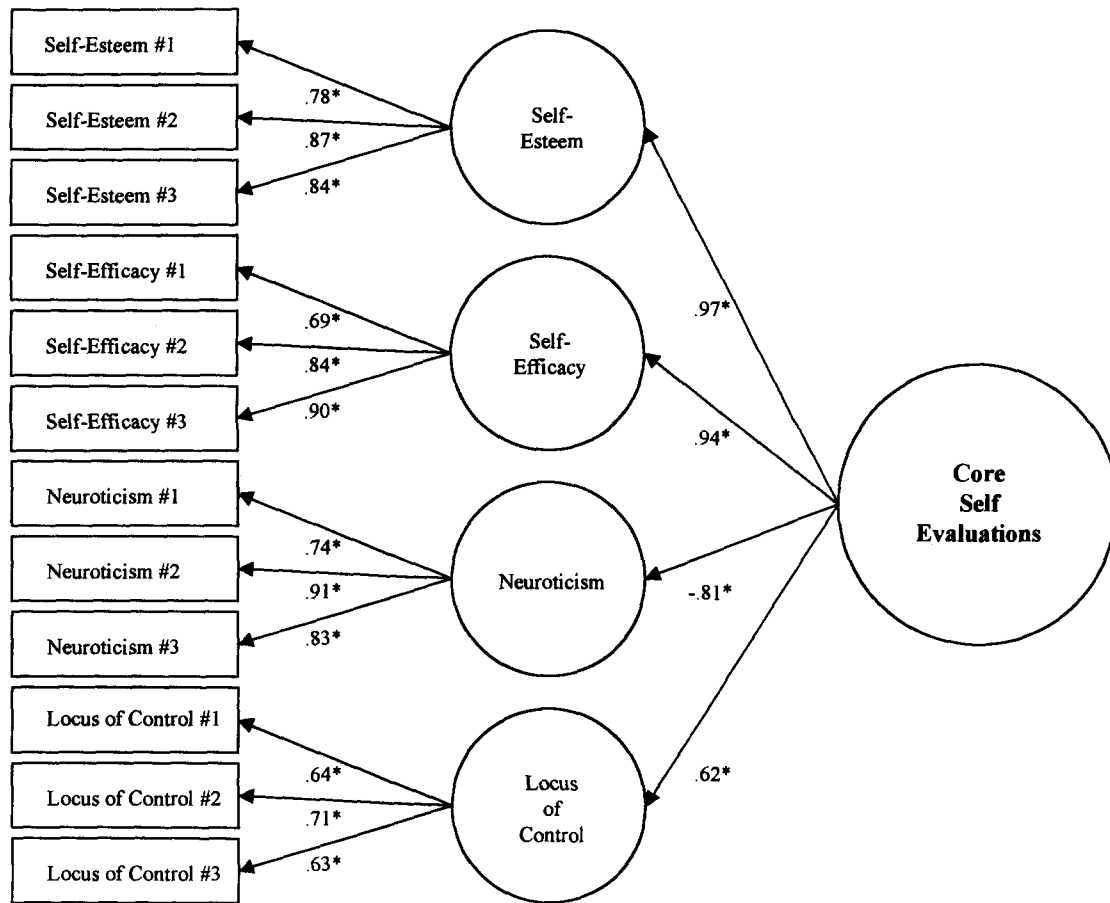 Self-Esteem #1
Self-Esteem #2
Self-Esteem #3
Self-Efficacy #1
Self-Efficacy #2
Self-Efficacy #3
Neuroticism #1
Neuroticism #2
Neuroticism #3
Locus of Control #1
Locus of Control #2
Locus of Control #3
.78*
.87*
.84*
.69*
.84*
.90*
.74*
.91*
.83*
.64*
.71*
.63*
Self-
Esteem
Self-
Efficacy
Neuroticism
Locus
of
Control
.97*
.94*
-.81*
.62*
Core
Self
Evaluations